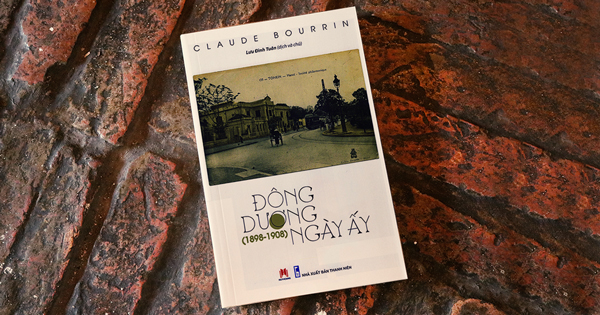 CLAUDE BOURRIN
Lưu Đình Tuân (dịch và chú)
ĐÔNG
DƯƠNG
(1898-1908) NGÀY ẤY
NHÀ XUẤT BẢN THANH NIÊN